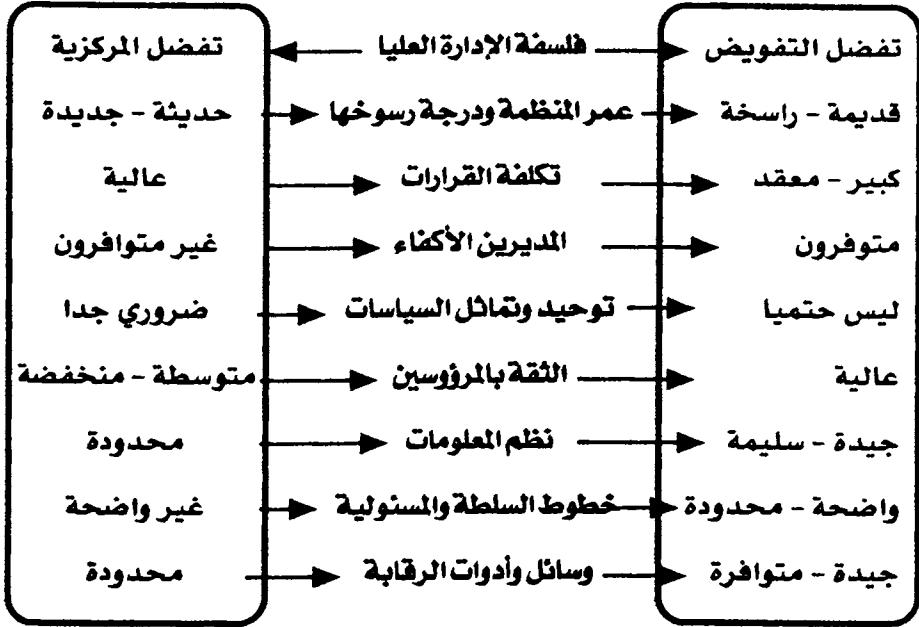 تفضل التفويض فلسفة الإدارة العليا تفضل المركزية
قديمة - راسخة عمر المنظمة ودرجة رسوخها حديثة - جديدة
كبير - معقد تكلفة القرارات عالية
متوفرون المديرين الأكفاء غير متوافرون
ليس حتميا توحيد وتماثل السياسات ضروري جدا
عالية الثقة بالمرؤوسين متوسطة - منخفضة
جيدة - سليمة نظم المعلومات محدودة
واضحة - محدودة خطوط السلطة والمسئولية غير واضحة
جيدة - متوافرة وسائل وأدوات الرقابة محدودة